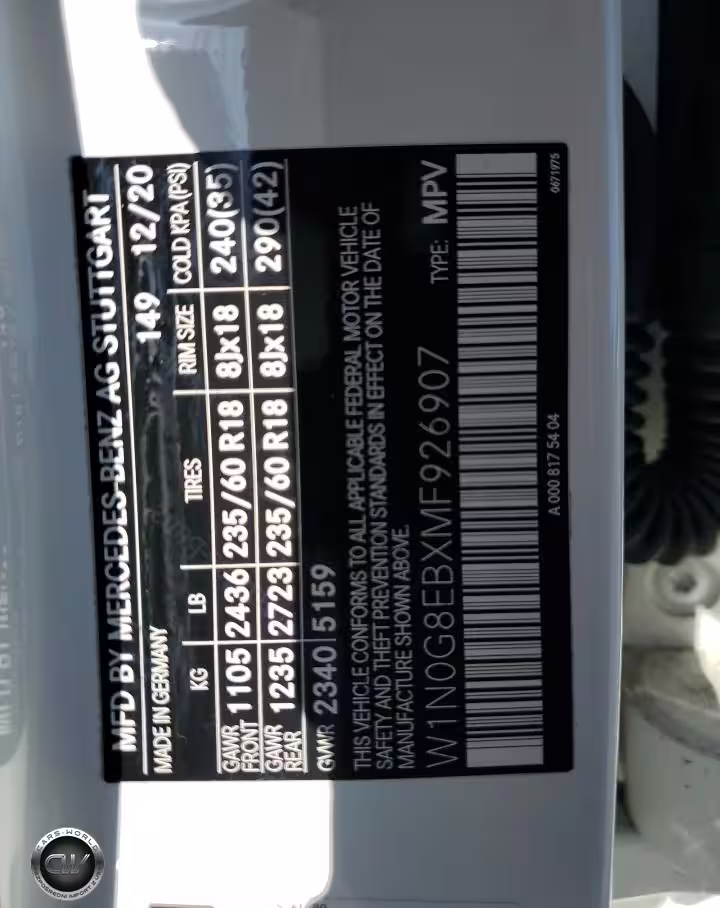 MFD BY MERCEDES-BENZ AG STUTTGART
MADE IN GERMANY 149 12/20
KG LB TIRES RIM SIZE COLD KPA(PSI)
GAWR FRONT 1105 2436 235/60 R18 8Jx18 240(35)
GAWR REAR 1235 2723 235/60 R18 8Jx18 290(42)
GVWR 2340 5159
THIS VEHICLE CONFORMS TO ALL APPLICABLE FEDERAL MOTOR VEHICLE
SAFETY AND THEFT PREVENTION STANDARDS IN EFFECT ON THE DATE OF
MANUFACTURE SHOWN ABOVE.
W1N0G8EBXMF926907 TYPE: MPV
A 000 817 54 04 0671975
CARS-WORLD
CW